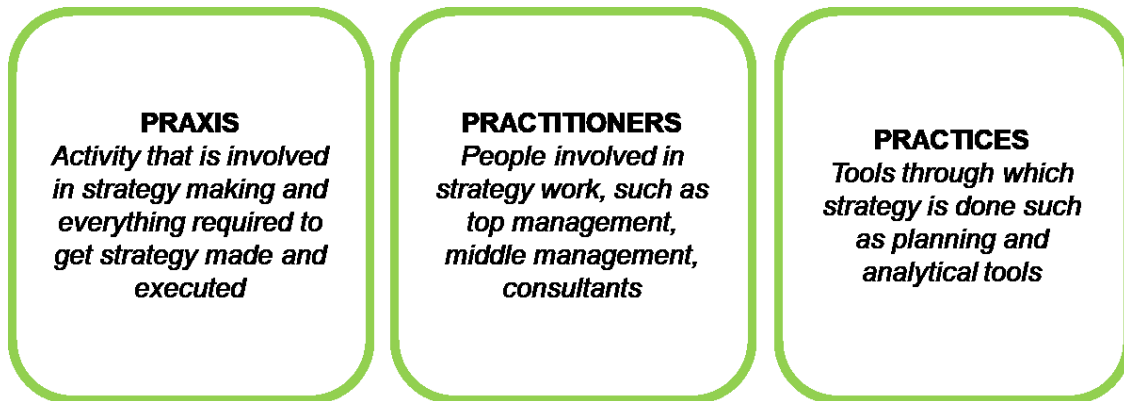 PRAXIS
Activity that is involved
in strategy making and
everything required to
get strategy made and
executed
PRACTITIONERS
People involved in
strategy work, such as
top management,
middle management,
consultants
PRACTICES
Tools through which
strategy is done such
as planning and
analytical tools